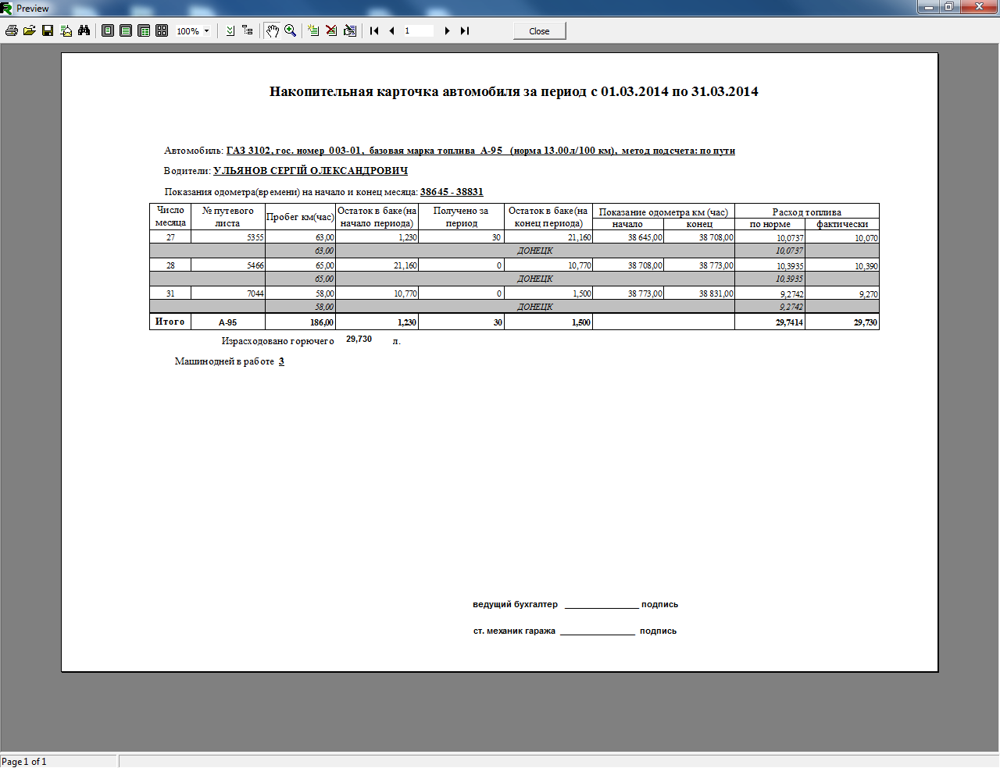 Preview
100%
1
Close
Накопительная карточка автомобиля за период с 01.03.2014 по 31.03.2014
Автомобиль: ГАЗ 3102, гос. номер 003-01, базовая марка топлива А-95 (норма 13.00л/100 км), метод подсчета: по пути
Водители: УЛЬЯНОВ СЕРГІЙ ОЛЕКСАНДРОВИЧ
Показания одометра(времени) на начало и конец месяца: 38645 - 38831
Число месяца № путевого листа Пробег км(час) Остаток в баке(на начало периода) Получено за период Остаток в баке(на конец периода) Показание одометра км (час) Расход топлива
начало конец по норме фактически
27 5355 63,00 1,230 30 21,160 38 645,00 38 708,00 10,0737 10,070
63,00 ДОНЕЦК 10,0737
28 5466 65,00 21,160 0 10,770 38 708,00 38 773,00 10,3935 10,390
65,00 ДОНЕЦК 10,3935
31 7044 58,00 10,770 0 1,500 38 773,00 38 831,00 9,2742 9,270
58,00 ДОНЕЦК 9,2742
Итого А-95 186,00 1,230 30 1,500 29,7414 29,730
Израсходовано горючего 29,730 л.
Машинодней в работе 3
ведущий бухгалтер _______________ подпись
ст. механик гаража _______________ подпись
Page 1 of 1